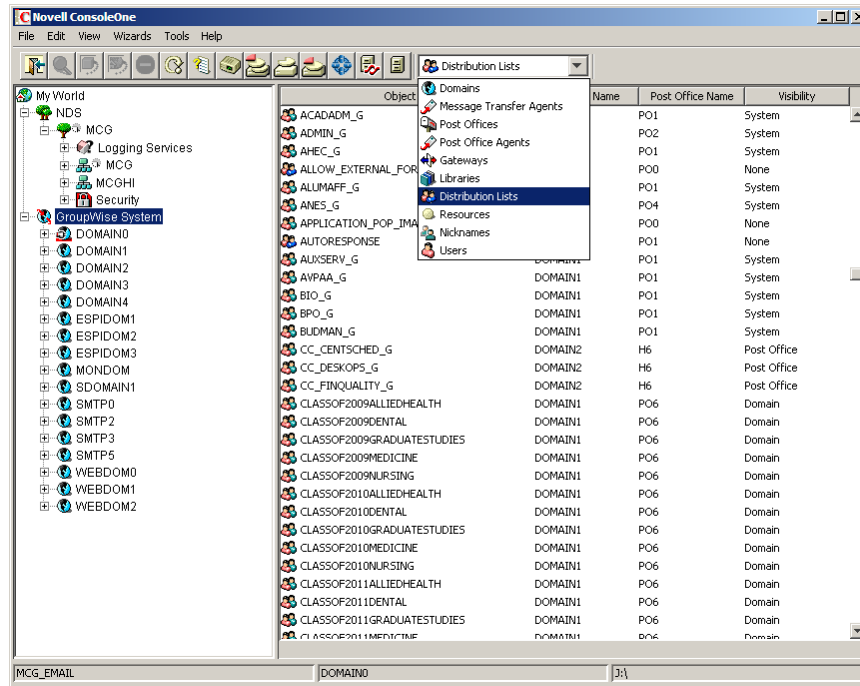 Novell ConsoleOne
File Edit View Wizards Tools Help
Distribution Lists
My World
NDS
MCG
Logging Services
MCG
MCGHI
Security
GroupWise System
DOMAIN0
DOMAIN1
DOMAIN2
DOMAIN3
DOMAIN4
ESPIDOM1
ESPIDOM2
ESPIDOM3
MONDOM
SDOMAIN1
SMTP0
SMTP2
SMTP3
SMTP5
WEBDOM0
WEBDOM1
WEBDOM2
Domains
Message Transfer Agents
Post Offices
Post Office Agents
Gateways
Libraries
Distribution Lists
Resources
Nicknames
Users
Object Name Post Office Name Visibility
ACADADM_G PO1 System
ADMIN_G PO2 System
AHEC_G PO1 System
ALLOW_EXTERNAL_FOR PO0 None
ALUMAFF_G PO1 System
ANES_G PO4 System
APPLICATION_POP_IMA PO0 None
AUTORESPONSE PO1 None
AUXSERV_G DOMAIN1 PO1 System
AVPAA_G DOMAIN1 PO1 System
BIO_G DOMAIN1 PO1 System
BPO_G DOMAIN1 PO1 System
BUDMAN_G DOMAIN1 PO1 System
CC_CENTSCHED_G DOMAIN2 H6 Post Office
CC_DESKOPS_G DOMAIN2 H6 Post Office
CC_FINQUALITY_G DOMAIN2 H6 Post Office
CLASSOF2009ALLIEDHEALTH DOMAIN1 PO6 Domain
CLASSOF2009DENTAL DOMAIN1 PO6 Domain
CLASSOF2009GRADUATESTUDIES DOMAIN1 PO6 Domain
CLASSOF2009MEDICINE DOMAIN1 PO6 Domain
CLASSOF2009NURSING DOMAIN1 PO6 Domain
CLASSOF2010ALLIEDHEALTH DOMAIN1 PO6 Domain
CLASSOF2010DENTAL DOMAIN1 PO6 Domain
CLASSOF2010GRADUATESTUDIES DOMAIN1 PO6 Domain
CLASSOF2010MEDICINE DOMAIN1 PO6 Domain
CLASSOF2010NURSING DOMAIN1 PO6 Domain
CLASSOF2011ALLIEDHEALTH DOMAIN1 PO6 Domain
CLASSOF2011DENTAL DOMAIN1 PO6 Domain
CLASSOF2011GRADUATESTUDIES DOMAIN1 PO6 Domain
CLASSOF2011MEDICINE DOMAIN1 PO6 Domain
MCG_EMAIL DOMAIN0 J:\